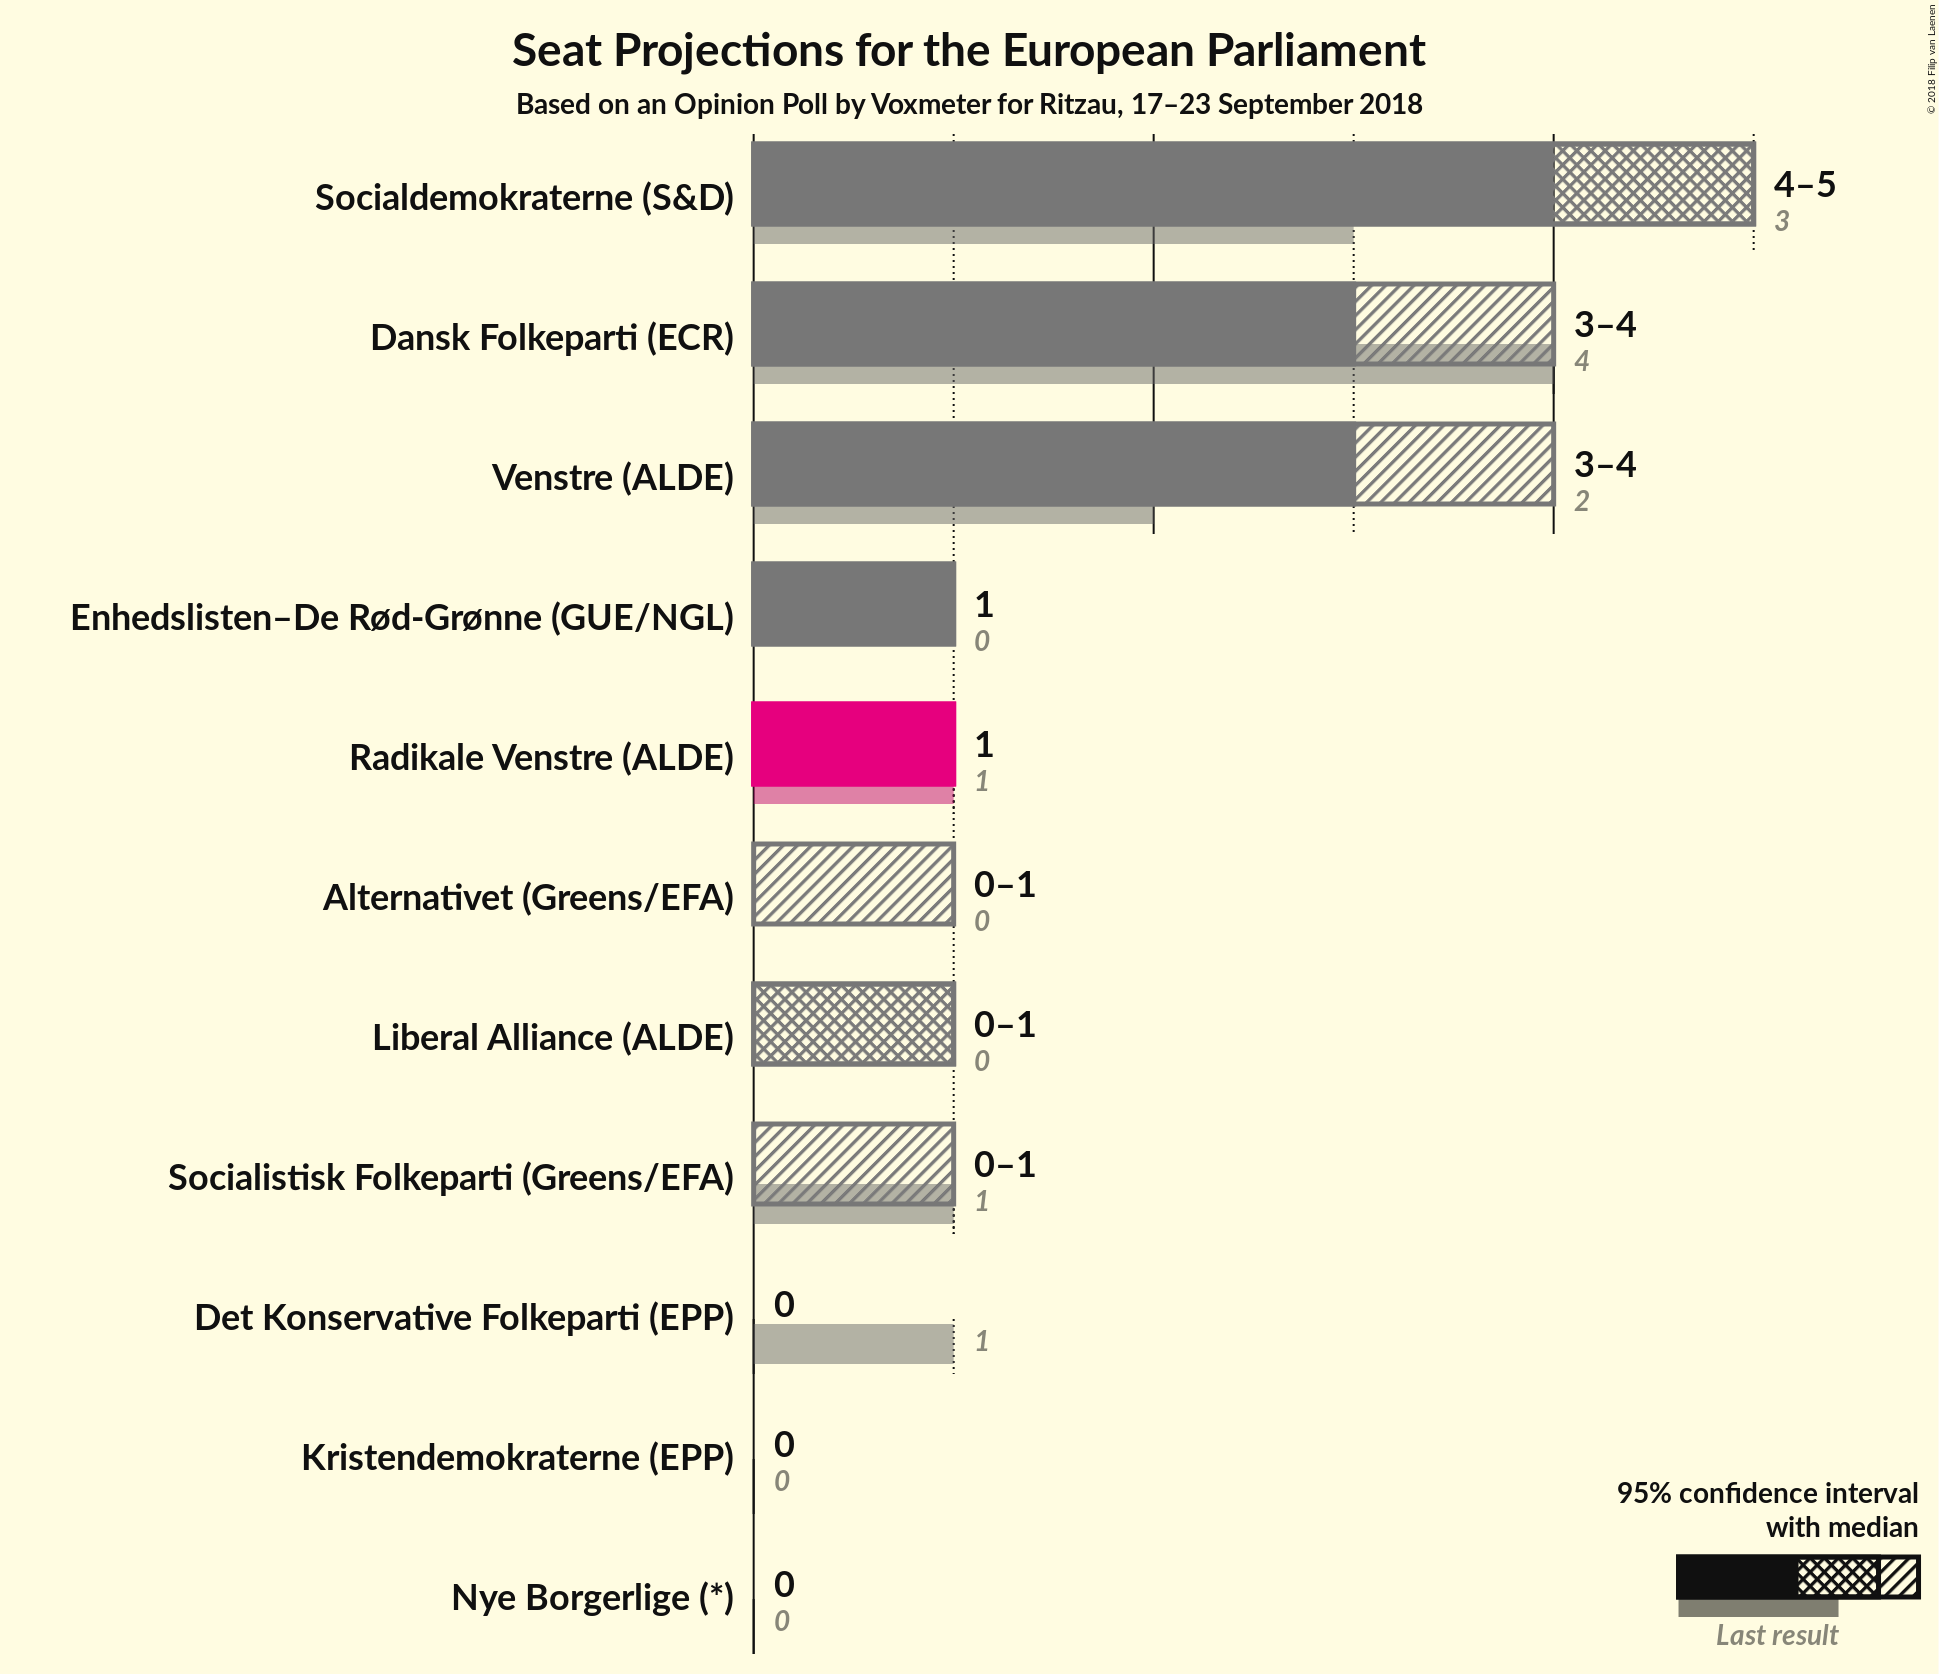 Seat Projections for the European Parliament
Based on an Opinion Poll by Voxmeter for Ritzau, 17–23 September 2018
© 2018 Filip van Laenen
Socialdemokraterne (S&D)
4–5
3
Dansk Folkeparti (ECR)
3–4
4
Venstre (ALDE)
3–4
2
Enhedslisten–De Rød-Grønne (GUE/NGL)
1
0
Radikale Venstre (ALDE)
1
1
Alternativet (Greens/EFA)
0–1
0
Liberal Alliance (ALDE)
0–1
0
Socialistisk Folkeparti (Greens/EFA)
0–1
1
Det Konservative Folkeparti (EPP)
0
1
Kristendemokraterne (EPP)
0
0
Nye Borgerlige (*)
0
0
95% confidence interval
with median
Last result